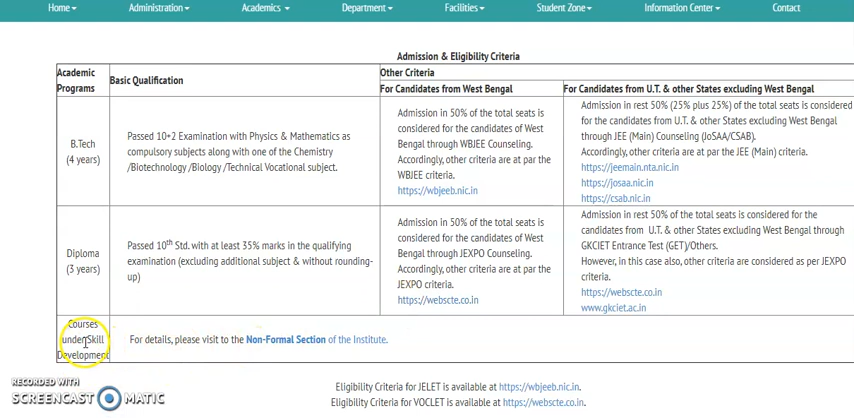 Home Administration Academics Department Facilities Student Zone Information Center Contact
Admission & Eligibility Criteria
Academic Programs
Basic Qualification
Other Criteria
For Candidates from West Bengal
For Candidates from U.T. & other States excluding West Bengal
B.Tech
(4 years)
Passed 10+2 Examination with Physics & Mathematics as
compulsory subjects along with one of the Chemistry
/Biotechnology/Biology /Technical Vocational subject.
Admission in 50% of the total seats is
considered for the candidates of West
Bengal through WBJEE Counseling.
Accordingly, other criteria are at par the
WBJEE criteria.
https://wbjeeb.nic.in
Admission in rest 50% (25% plus 25%) of the total seats is considered
for the candidates from U.T. & other States excluding West Bengal
through JEE (Main) Counseling (JoSAA/CSAB).
Accordingly, other criteria are at par the JEE (Main) criteria.
https://jeemain.nta.nic.in
https://josaa.nic.in
https://csab.nic.in
Diploma
(3 years)
Passed 10th Std. with at least 35% marks in the qualifying
examination (excluding additional subject & without rounding-
up)
Admission in 50% of the total seats is
considered for the candidates of West
Bengal through JEXPO Counseling.
Accordingly, other criteria are at par the
JEXPO criteria.
https://webscte.co.in
Admission in rest 50% of the total seats is considered for the
candidates from U.T. & other States excluding West Bengal through
GKCIET Entrance Test (GET)/Others.
However, in this case also, other criteria are considered as per JEXPO
criteria.
https://webscte.co.in
www.gkciet.ac.in
Courses
under Skill
Development
For details, please visit to the Non-Formal Section of the Institute.
Eligibility Criteria for JELET is available at https://wbjeeb.nic.in.
Eligibility Criteria for VOCLET is available at https://webscte.co.in.
RECORDED WITH
SCREENCAST MATIC